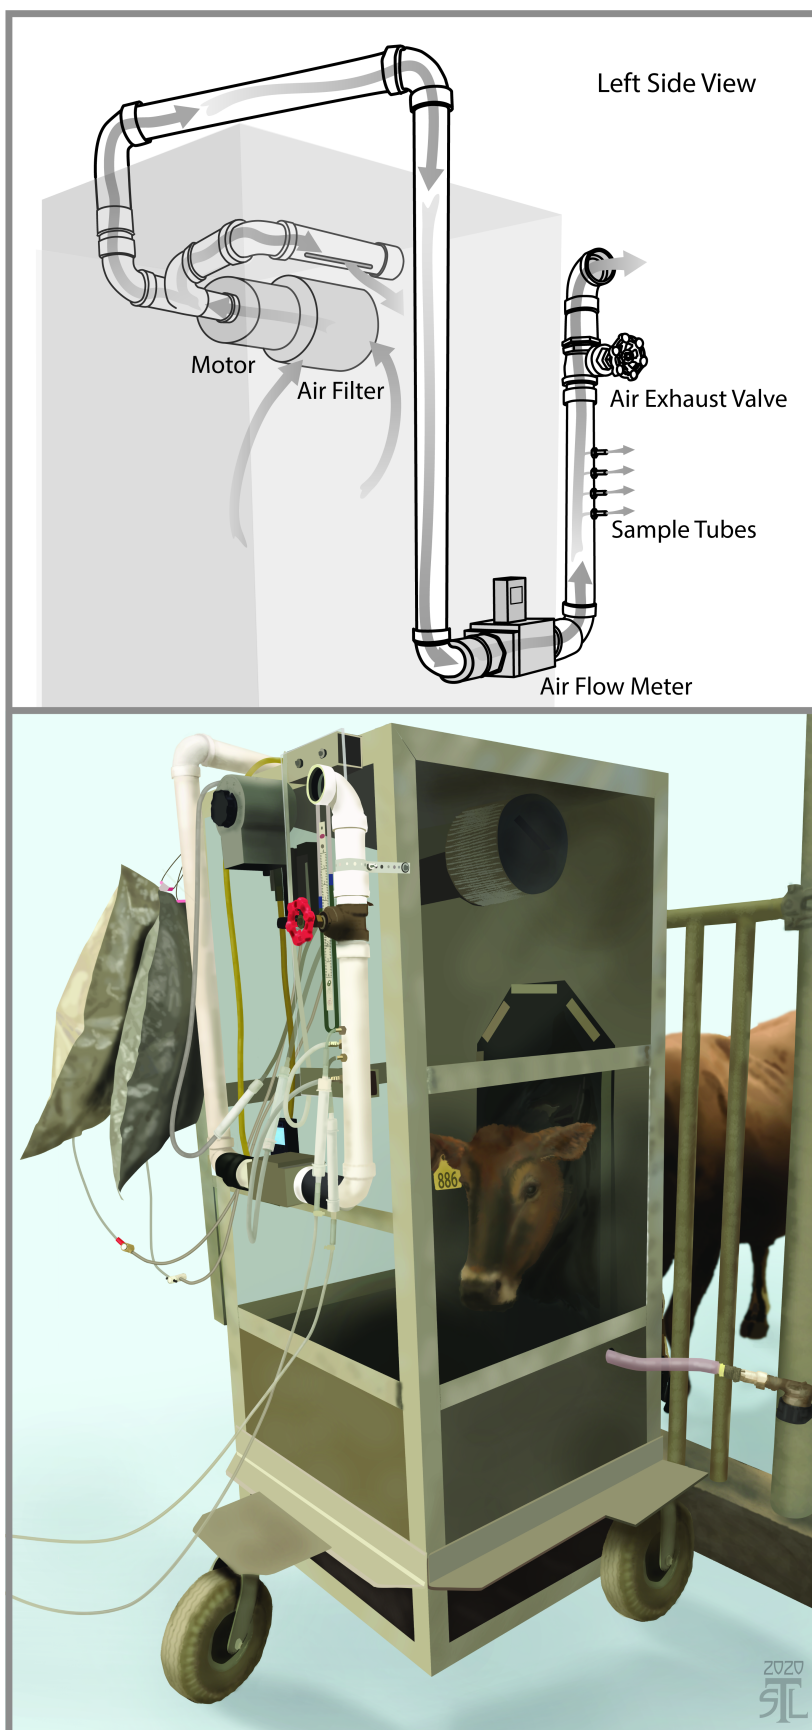 Left Side View
Motor
Air Filter
Air Exhaust Valve
Sample Tubes
Air Flow Meter
886
2020
STL